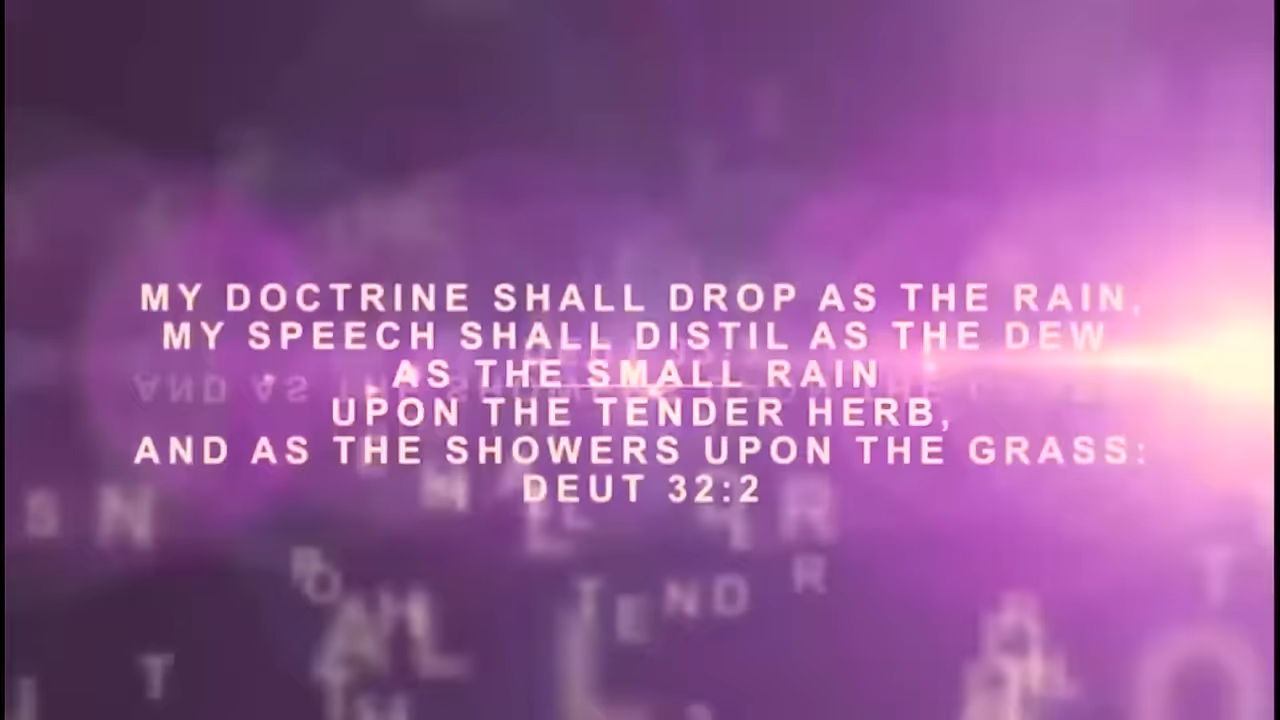 MY DOCTRINE SHALL DROP AS THE RAIN,
MY SPEECH SHALL DISTIL AS THE DEW
AS THE SMALL RAIN
UPON THE TENDER HERB,
AND AS THE SHOWERS UPON THE GRASS:
DEUT 32:2